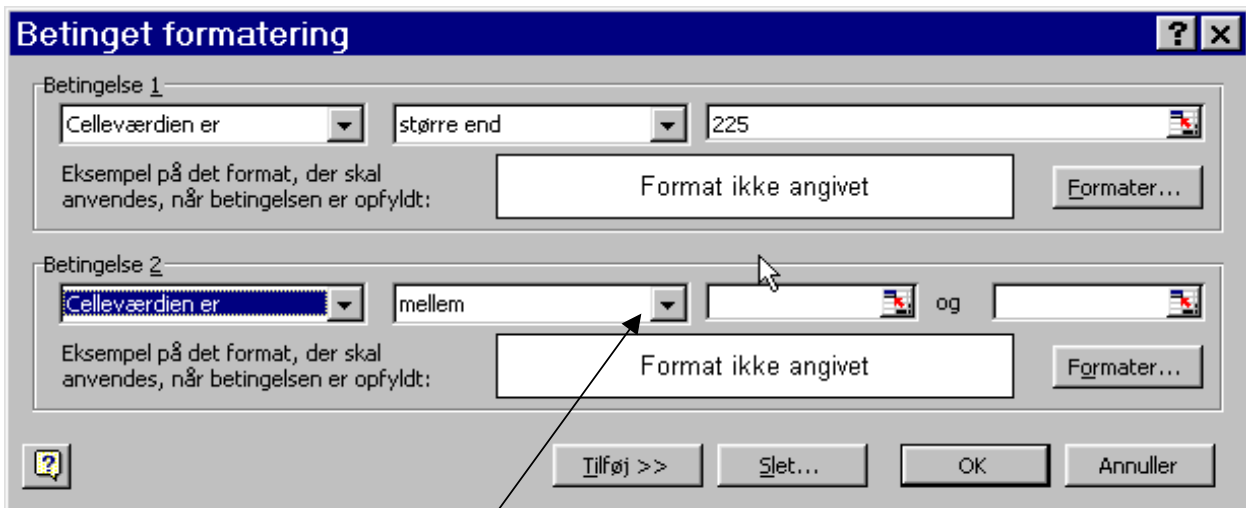 Betinget formatering
Betingelse 1
Celleværdien er større end 225
Eksempel på det format, der skal
anvendes, når betingelsen er opfyldt:
Format ikke angivet
Formater...
Betingelse 2
Celleværdien er mellem og
Eksempel på det format, der skal
anvendes, når betingelsen er opfyldt:
Format ikke angivet
Formater...
Tilføj >> Slet... OK Annuller